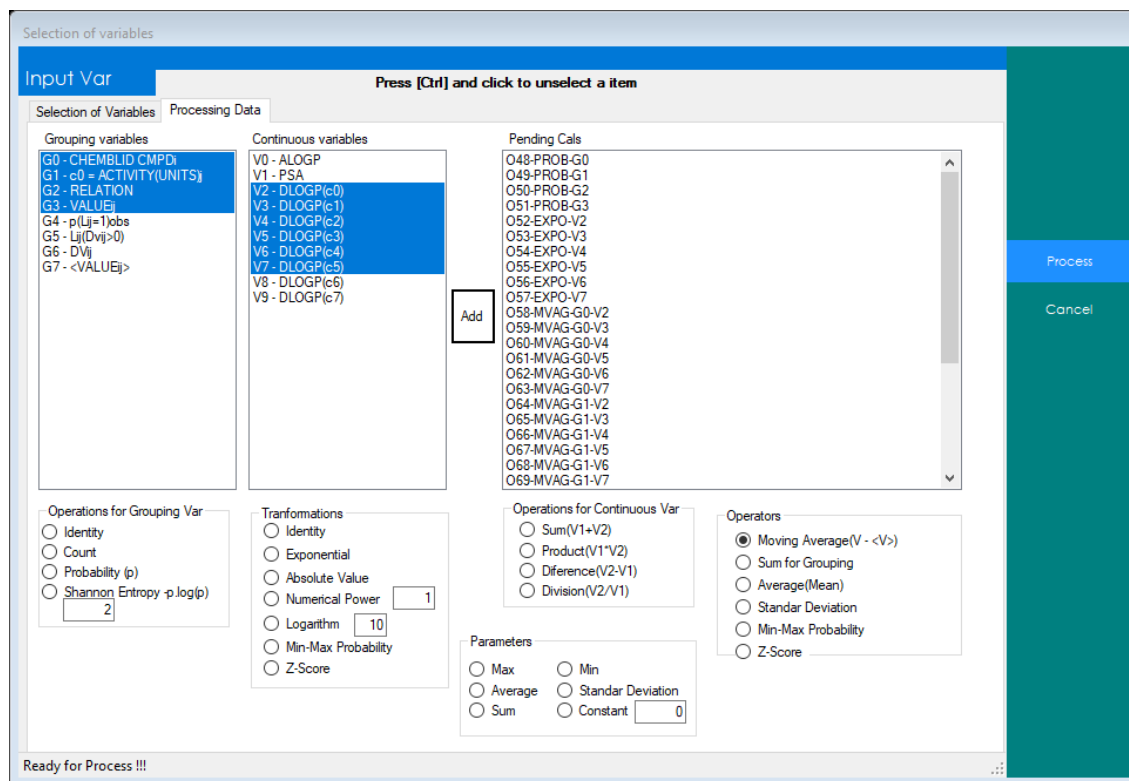 Selection of variables
Input Var
Press [Ctrl] and click to unselect a item
Selection of Variables
Processing Data
Grouping variables
G0 - CHEMBLID CMPDi
G1 - c0 = ACTIVITY(UNITS)j
G2 - RELATION
G3 - VALUEij
G4 - p(Lij=1)obs
G5 - Lij(Dvij>0)
G6 - DVij
G7 - <VALUEij>
Continuous variables
V0 - ALOGP
V1 - PSA
V2 - DLOGP(c0)
V3 - DLOGP(c1)
V4 - DLOGP(c2)
V5 - DLOGP(c3)
V6 - DLOGP(c4)
V7 - DLOGP(c5)
V8 - DLOGP(c6)
V9 - DLOGP(c7)
Add
Pending Cals
O48-PROB-G0
O49-PROB-G1
O50-PROB-G2
O51-PROB-G3
O52-EXPO-V2
O53-EXPO-V3
O54-EXPO-V4
O55-EXPO-V5
O56-EXPO-V6
O57-EXPO-V7
O58-MVAG-G0-V2
O59-MVAG-G0-V3
O60-MVAG-G0-V4
O61-MVAG-G0-V5
O62-MVAG-G0-V6
O63-MVAG-G0-V7
O64-MVAG-G1-V2
O65-MVAG-G1-V3
O66-MVAG-G1-V4
O67-MVAG-G1-V5
O68-MVAG-G1-V6
O69-MVAG-G1-V7
Process
Cancel
Operations for Grouping Var
Identity
Count
Probability (p)
Shannon Entropy -p.log(p)
2
Tranformations
Identity
Exponential
Absolute Value
Numerical Power 1
Logarithm 10
Min-Max Probability
Z-Score
Operations for Continuous Var
Sum(V1+V2)
Product(V1*V2)
Diference(V2-V1)
Division(V2/V1)
Parameters
Max
Min
Average
Standar Deviation
Sum
Constant 0
Operators
Moving Average(V - <V>)
Sum for Grouping
Average(Mean)
Standar Deviation
Min-Max Probability
Z-Score
Ready for Process !!!